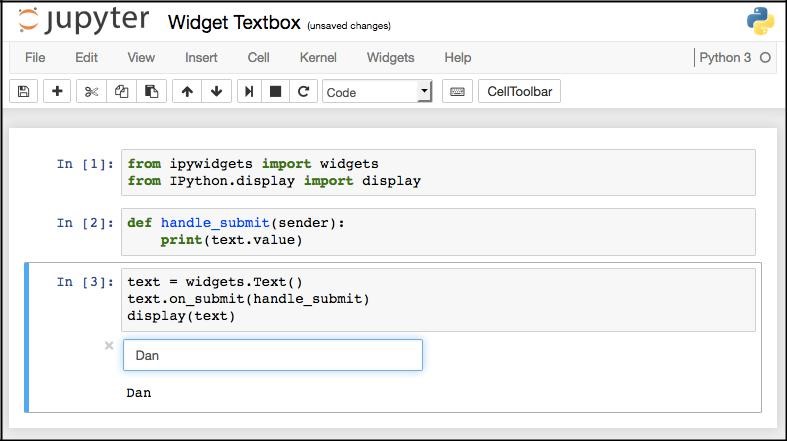 jupyter Widget Textbox (unsaved changes)
File Edit View Insert Cell Kernel Widgets Help Python 3
Code CellToolbar
In [1]: from ipywidgets import widgets
from IPython.display import display
In [2]: def handle_submit(sender):
    print(text.value)
In [3]: text = widgets.Text()
text.on_submit(handle_submit)
display(text)
Dan
Dan